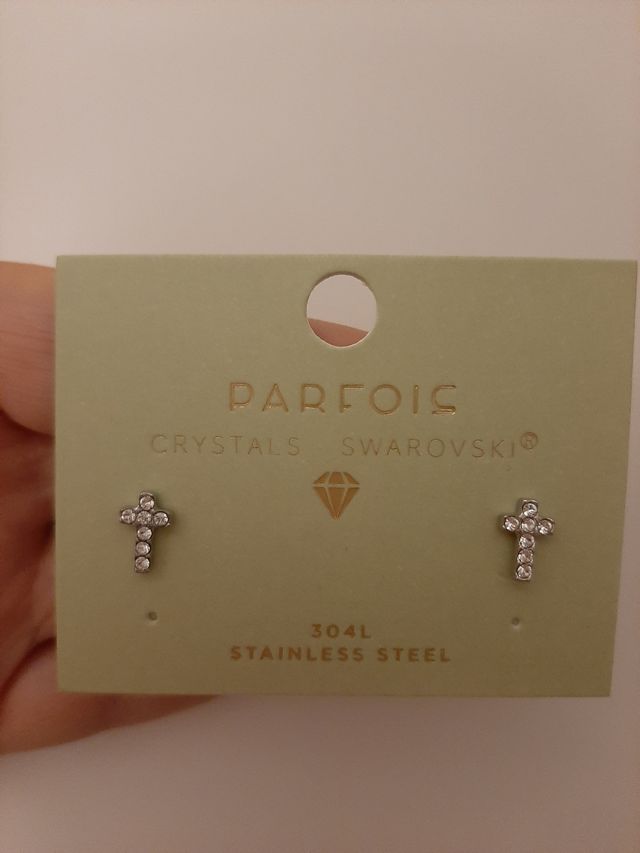 PARFOIS
CRYSTALS SWAROVSKI®
304L
STAINLESS STEEL